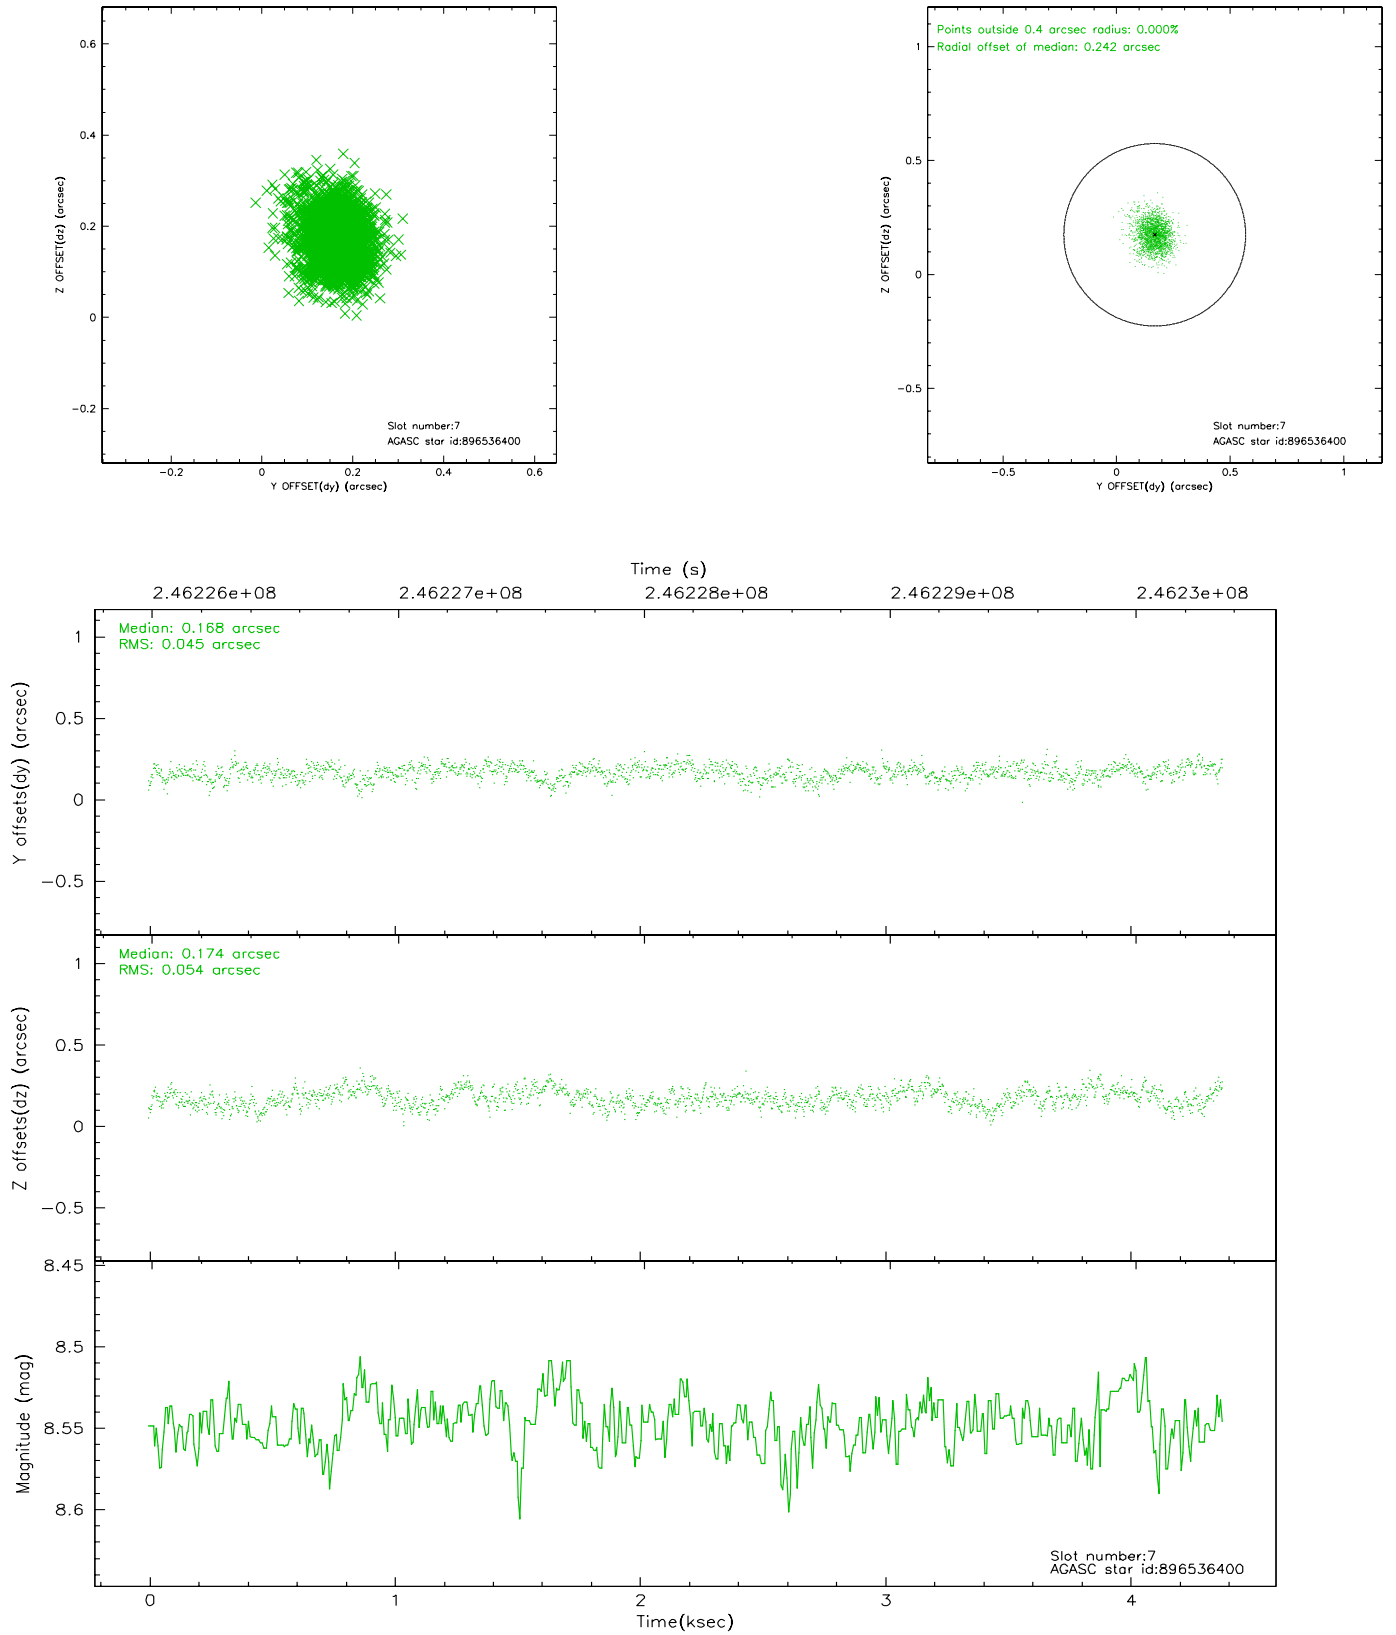 0.6
0.4
0.2
0
-0.2
Z OFFSET(dz) (arcsec)
Slot number:7
AGASC star id:896536400
-0.2 0 0.2 0.4 0.6
Y OFFSET(dy) (arcsec)
Points outside 0.4 arcsec radius: 0.000%
Radial offset of median: 0.242 arcsec
1
0.5
0
-0.5
Z OFFSET(dz) (arcsec)
Slot number:7
AGASC star id:896536400
-0.5 0 0.5 1
Y OFFSET(dy) (arcsec)
Time (s)
2.46226e+08 2.46227e+08 2.46228e+08 2.46229e+08 2.4623e+08
Median: 0.168 arcsec
RMS: 0.045 arcsec
1
0.5
0
-0.5
Y offsets(dy) (arcsec)
Median: 0.174 arcsec
RMS: 0.054 arcsec
1
0.5
0
-0.5
Z offsets(dz) (arcsec)
8.45
8.5
8.55
8.6
Magnitude (mag)
Slot number:7
AGASC star id:896536400
0 1 2 3 4
Time(ksec)